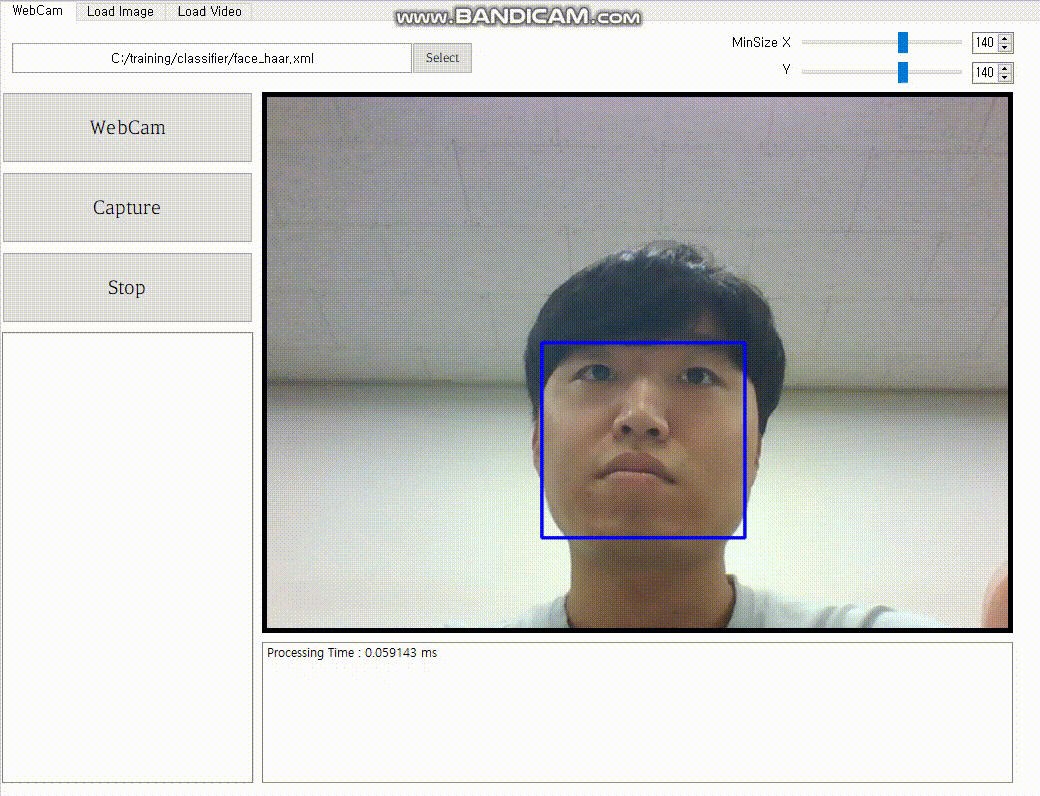 WWW.BANDICAM.COM
WebCam Load Image Load Video
C:/training/classifier/face_haar.xml Select
MinSize X 140
Y 140
WebCam
Capture
Stop
Processing Time : 0.059143 ms